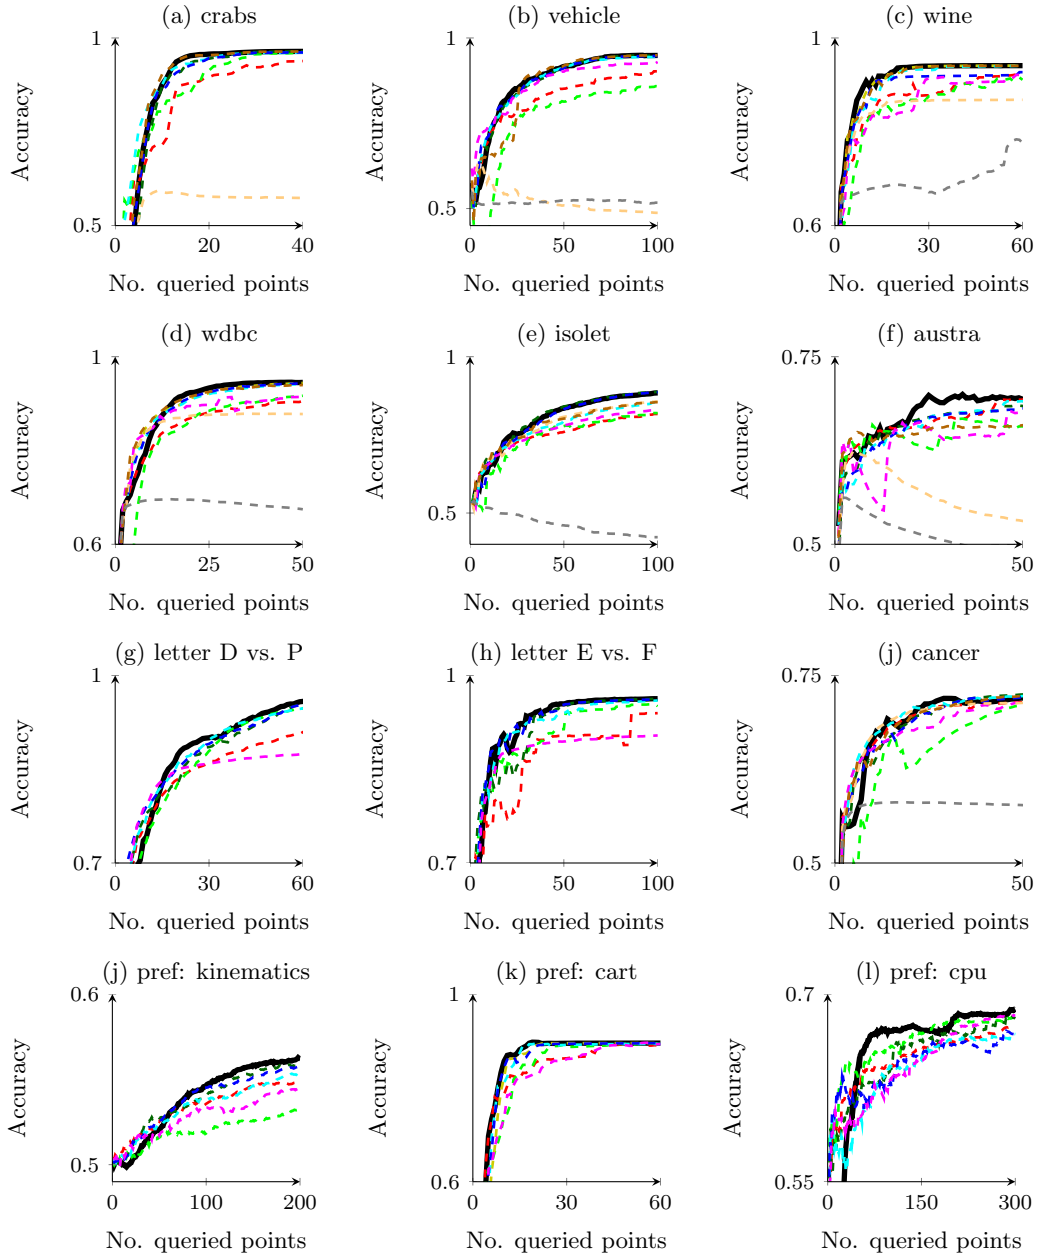 (a) crabs
(b) vehicle
(c) wine
1
0.5
0
20
40
Accuracy
No. queried points
1
0.5
0
50
100
Accuracy
No. queried points
1
0.6
0
30
60
Accuracy
No. queried points
(d) wdbc
(e) isolet
(f) austra
1
0.6
0
25
50
Accuracy
No. queried points
1
0.5
0
50
100
Accuracy
No. queried points
0.75
0.5
0
50
Accuracy
No. queried points
(g) letter D vs. P
(h) letter E vs. F
(j) cancer
1
0.7
0
30
60
Accuracy
No. queried points
1
0.7
0
50
100
Accuracy
No. queried points
0.75
0.5
0
50
Accuracy
No. queried points
(j) pref: kinematics
(k) pref: cart
(l) pref: cpu
0.6
0.5
0
100
200
Accuracy
No. queried points
1
0.6
0
30
60
Accuracy
No. queried points
0.7
0.55
0
150
300
Accuracy
No. queried points